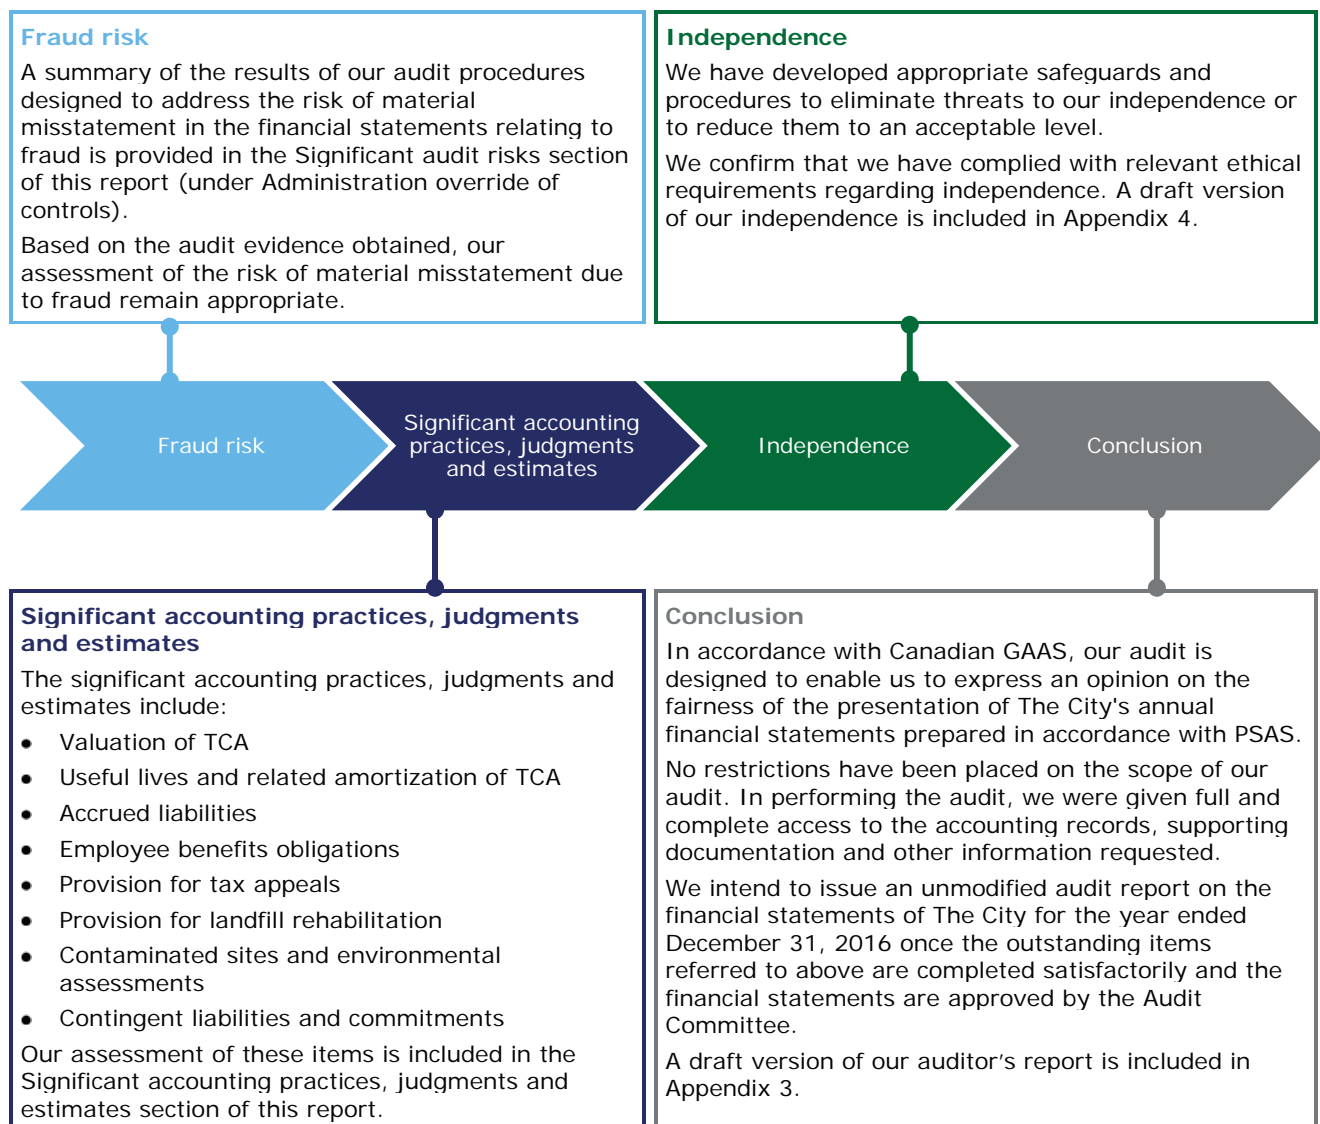 Fraud risk
A summary of the results of our audit procedures
designed to address the risk of material
misstatement in the financial statements relating to
fraud is provided in the Significant audit risks section
of this report (under Administration override of
controls).
Based on the audit evidence obtained, our
assessment of the risk of material misstatement due
to fraud remain appropriate.
Independence
We have developed appropriate safeguards and
procedures to eliminate threats to our independence or
to reduce them to an acceptable level.
We confirm that we have complied with relevant ethical
requirements regarding independence. A draft version
of our independence is included in Appendix 4.
Fraud risk
Significant accounting
practices, judgments
and estimates
Independence
Conclusion
Significant accounting practices, judgments
and estimates
The significant accounting practices, judgments and
estimates include:
• Valuation of TCA
• Useful lives and related amortization of TCA
• Accrued liabilities
• Employee benefits obligations
• Provision for tax appeals
• Provision for landfill rehabilitation
• Contaminated sites and environmental
assessments
• Contingent liabilities and commitments
Our assessment of these items is included in the
Significant accounting practices, judgments and
estimates section of this report.
Conclusion
In accordance with Canadian GAAS, our audit is
designed to enable us to express an opinion on the
fairness of the presentation of The City's annual
financial statements prepared in accordance with PSAS.
No restrictions have been placed on the scope of our
audit. In performing the audit, we were given full and
complete access to the accounting records, supporting
documentation and other information requested.
We intend to issue an unmodified audit report on the
financial statements of The City for the year ended
December 31, 2016 once the outstanding items
referred to above are completed satisfactorily and the
financial statements are approved by the Audit
Committee.
A draft version of our auditor’s report is included in
Appendix 3.